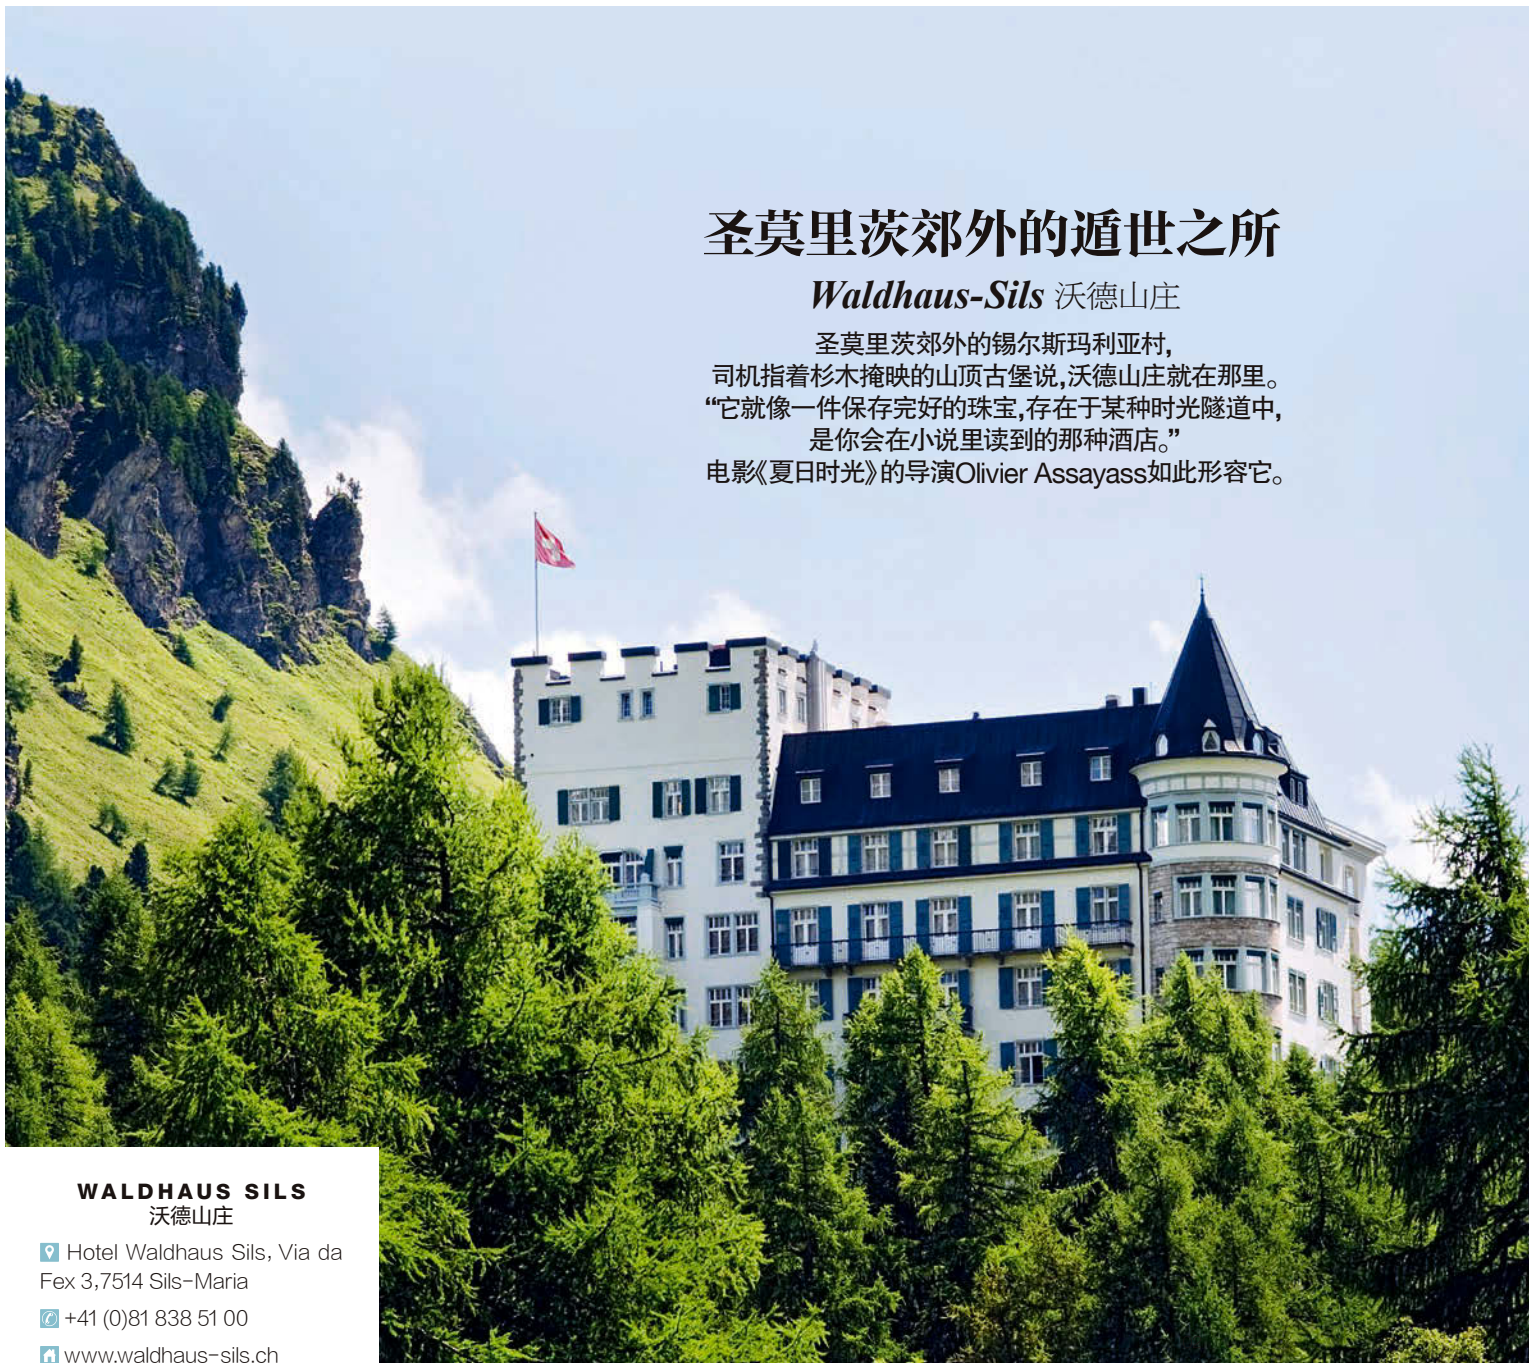 圣莫里茨郊外的遁世之所
Waldhaus-Sils 沃德山庄
圣莫里茨郊外的锡尔斯玛利亚村，
司机指着杉木掩映的山顶古堡说，沃德山庄就在那里。
“它就像一件保存完好的珠宝，存在于某种时光隧道中，
是你会在小说里读到的那种酒店。”
电影《夏日时光》的导演Olivier Assayass如此形容它。
WALDHAUS SILS
沃德山庄
Hotel Waldhaus Sils, Via da
Fex 3,7514 Sils-Maria
+41 (0)81 838 51 00
www.waldhaus-sils.ch